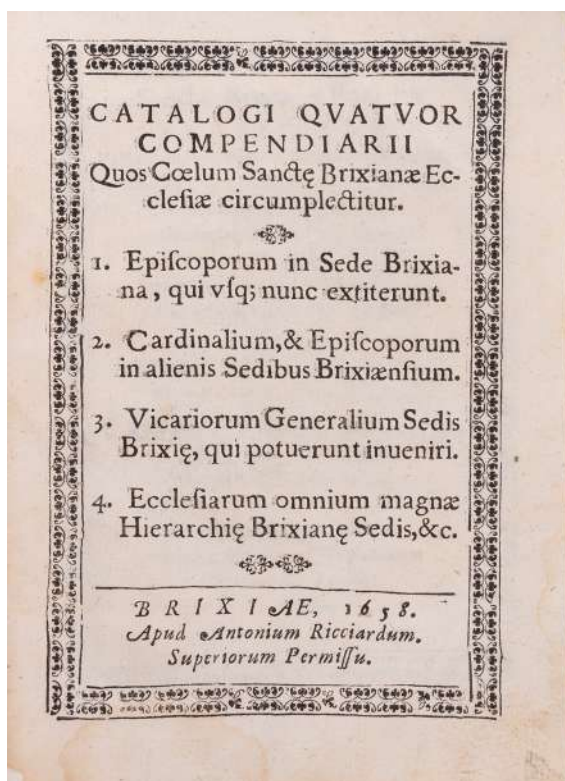 CATALOGI QVATVOR
COMPENDIARII
Quos Cœlum Sanctę Brixianæ Ec-
cleſiæ circumplectitur.
1. Epiſcoporum in Sede Brixia-
na, qui vſq; nunc extiterunt.
2. Cardinalium, & Epiſcoporum
in alienis Sedibus Brixiænſium.
3. Vicariorum Generalium Sedis
Brixię, qui potuerunt inueniri.
4. Eccleſiarum omnium magnæ
Hierarchię Brixianę Sedis, &c.
BRIXIAE, 1658.
Apud Antonium Ricciardum.
Superiorum Permiſſu.